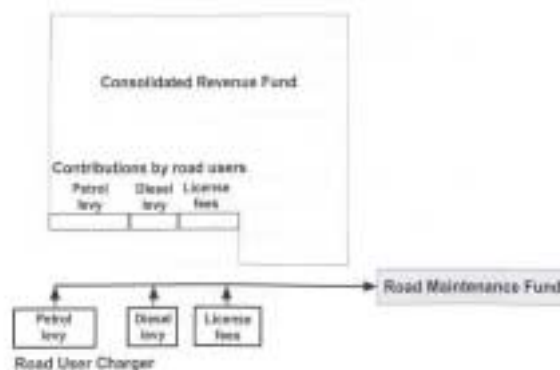 Consolidated Revenue Fund
Contributions by road users
Petrol levy
Diesel levy
License fees
Road Maintenance Fund
Petrol levy
Diesel levy
License fees
Road User Charger